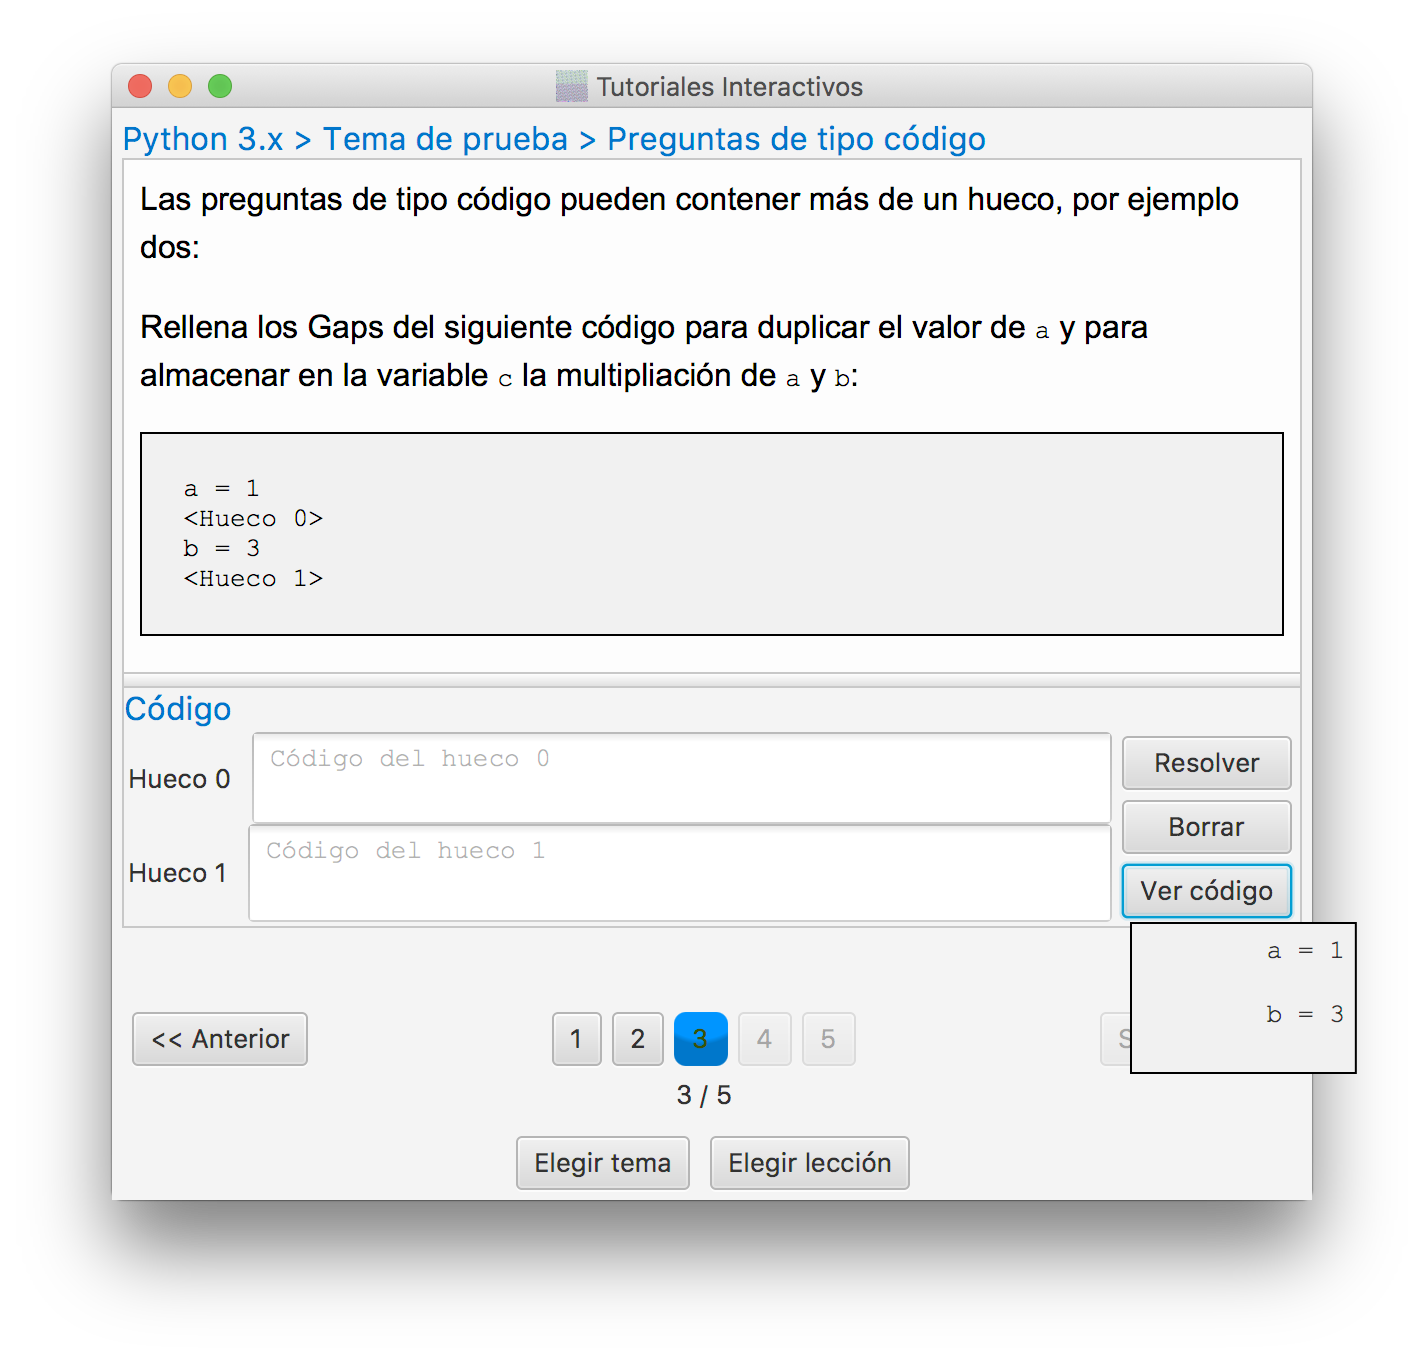 Tutoriales Interactivos
Python 3.x > Tema de prueba > Preguntas de tipo código
Las preguntas de tipo código pueden contener más de un hueco, por ejemplo
dos:
Rellena los Gaps del siguiente código para duplicar el valor de a y para
almacenar en la variable c la multipliación de a y b:
a = 1
<Hueco 0>
b = 3
<Hueco 1>
Código
Hueco 0
Código del hueco 0
Resolver
Borrar
Hueco 1
Código del hueco 1
Ver código
a = 1
b = 3
<< Anterior
1 2 3 4 5
3 / 5
Elegir tema
Elegir lección